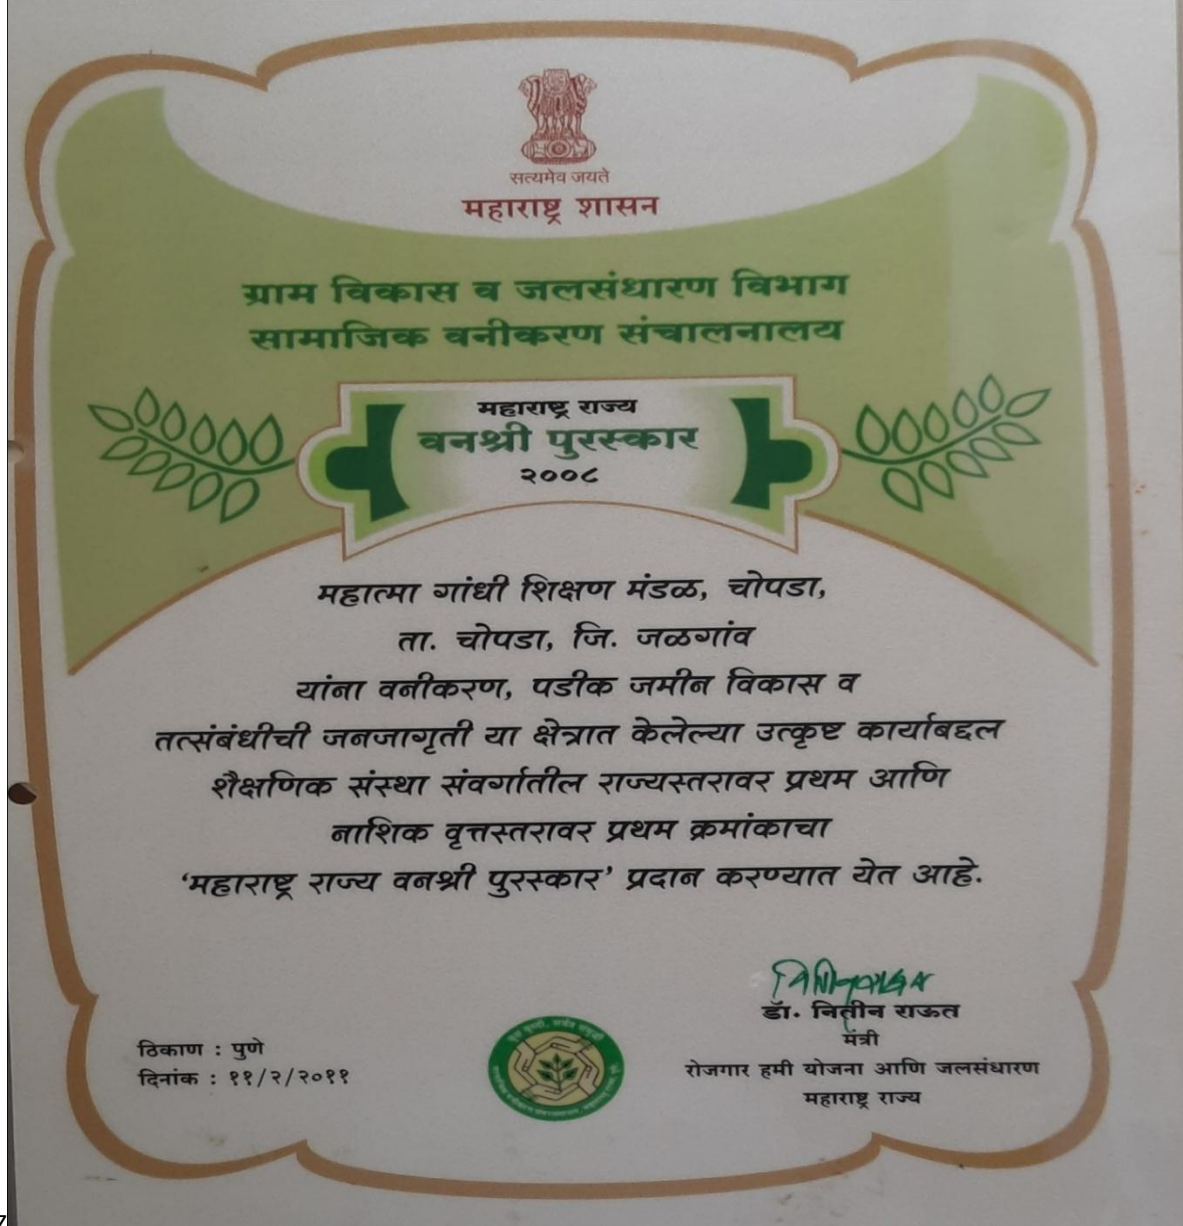 सत्यमेव जयते
महाराष्ट्र शासन
ग्राम विकास व जलसंधारण विभाग
सामाजिक वनीकरण संचालनालय
महाराष्ट्र राज्य
वनश्री पुरस्कार
२००८
महात्मा गांधी शिक्षण मंडळ, चोपडा,
ता. चोपडा, जि. जळगांव
यांना वनीकरण, पडीक जमीन विकास व
तत्संबंधीची जनजागृती या क्षेत्रात केलेल्या उत्कृष्ट कार्याबद्दल
शैक्षणिक संस्था संवर्गातील राज्यस्तरावर प्रथम आणि
नाशिक वृत्तस्तरावर प्रथम क्रमांकाचा
‘महाराष्ट्र राज्य वनश्री पुरस्कार’ प्रदान करण्यात येत आहे.
डॉ. नितीन राऊत
मंत्री
रोजगार हमी योजना आणि जलसंधारण
महाराष्ट्र राज्य
ठिकाण : पुणे
दिनांक : ११/२/२०११
7